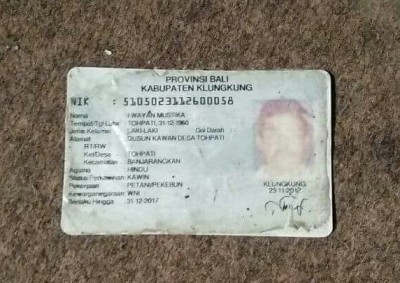 PROVINSI BALI
KABUPATEN KLUNGKUNG
NIK : 5105023112600058
Nama : I WAYAN MUSTIKA
Tempat/Tgl Lahir : TOHPATI, 31-12-1960
Jenis Kelamin : LAKI-LAKI Gol Darah
Alamat : DUSUN KAWAN DESA TOHPATI
RT/RW
Kel/Desa : TOHPATI
Kecamatan : BANJARANGKAN
Agama : HINDU
Status Perkawinan : KAWIN
Pekerjaan : PETANI/PEKEBUN
Kewarganegaraan : WNI
Berlaku Hingga : 31-12-2017
KLUNGKUNG
23-11-2012